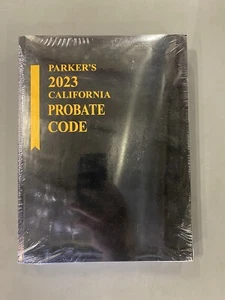 PARKER'S
2023
CALIFORNIA
PROBATE
CODE